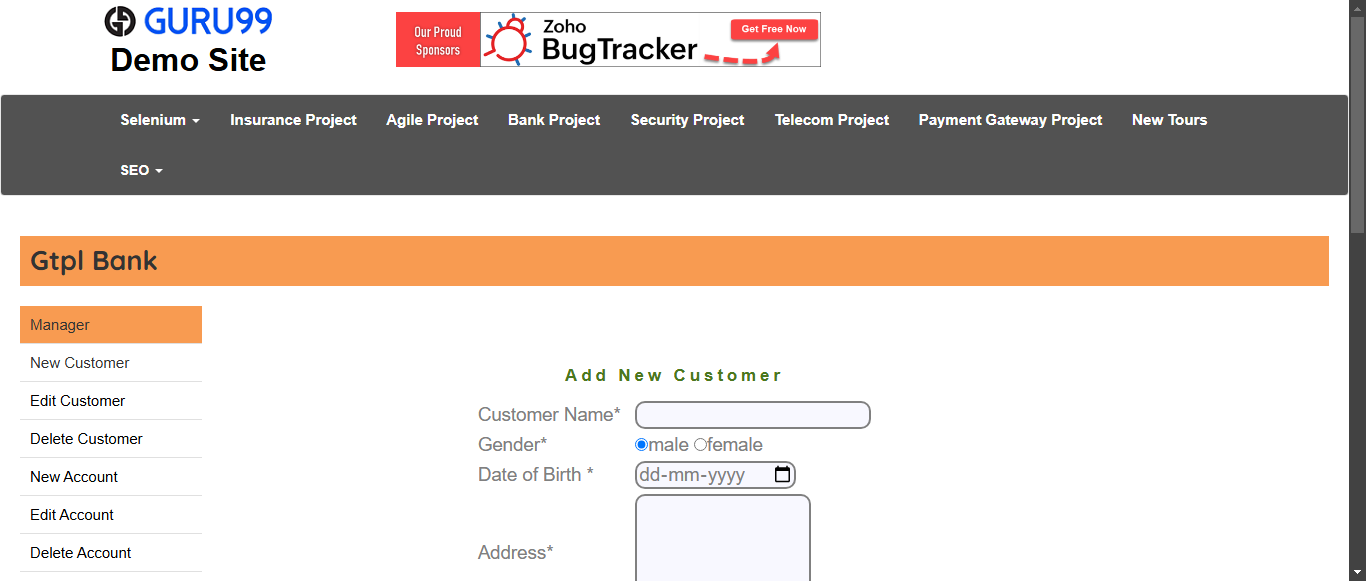 GURU99
Demo Site
Our Proud
Sponsors
Zoho
BugTracker
Get Free Now
Selenium Insurance Project Agile Project Bank Project Security Project Telecom Project Payment Gateway Project New Tours
SEO
Gtpl Bank
Manager
New Customer
Edit Customer
Delete Customer
New Account
Edit Account
Delete Account
Add New Customer
Customer Name*
Gender* male female
Date of Birth * dd-mm-yyyy
Address*